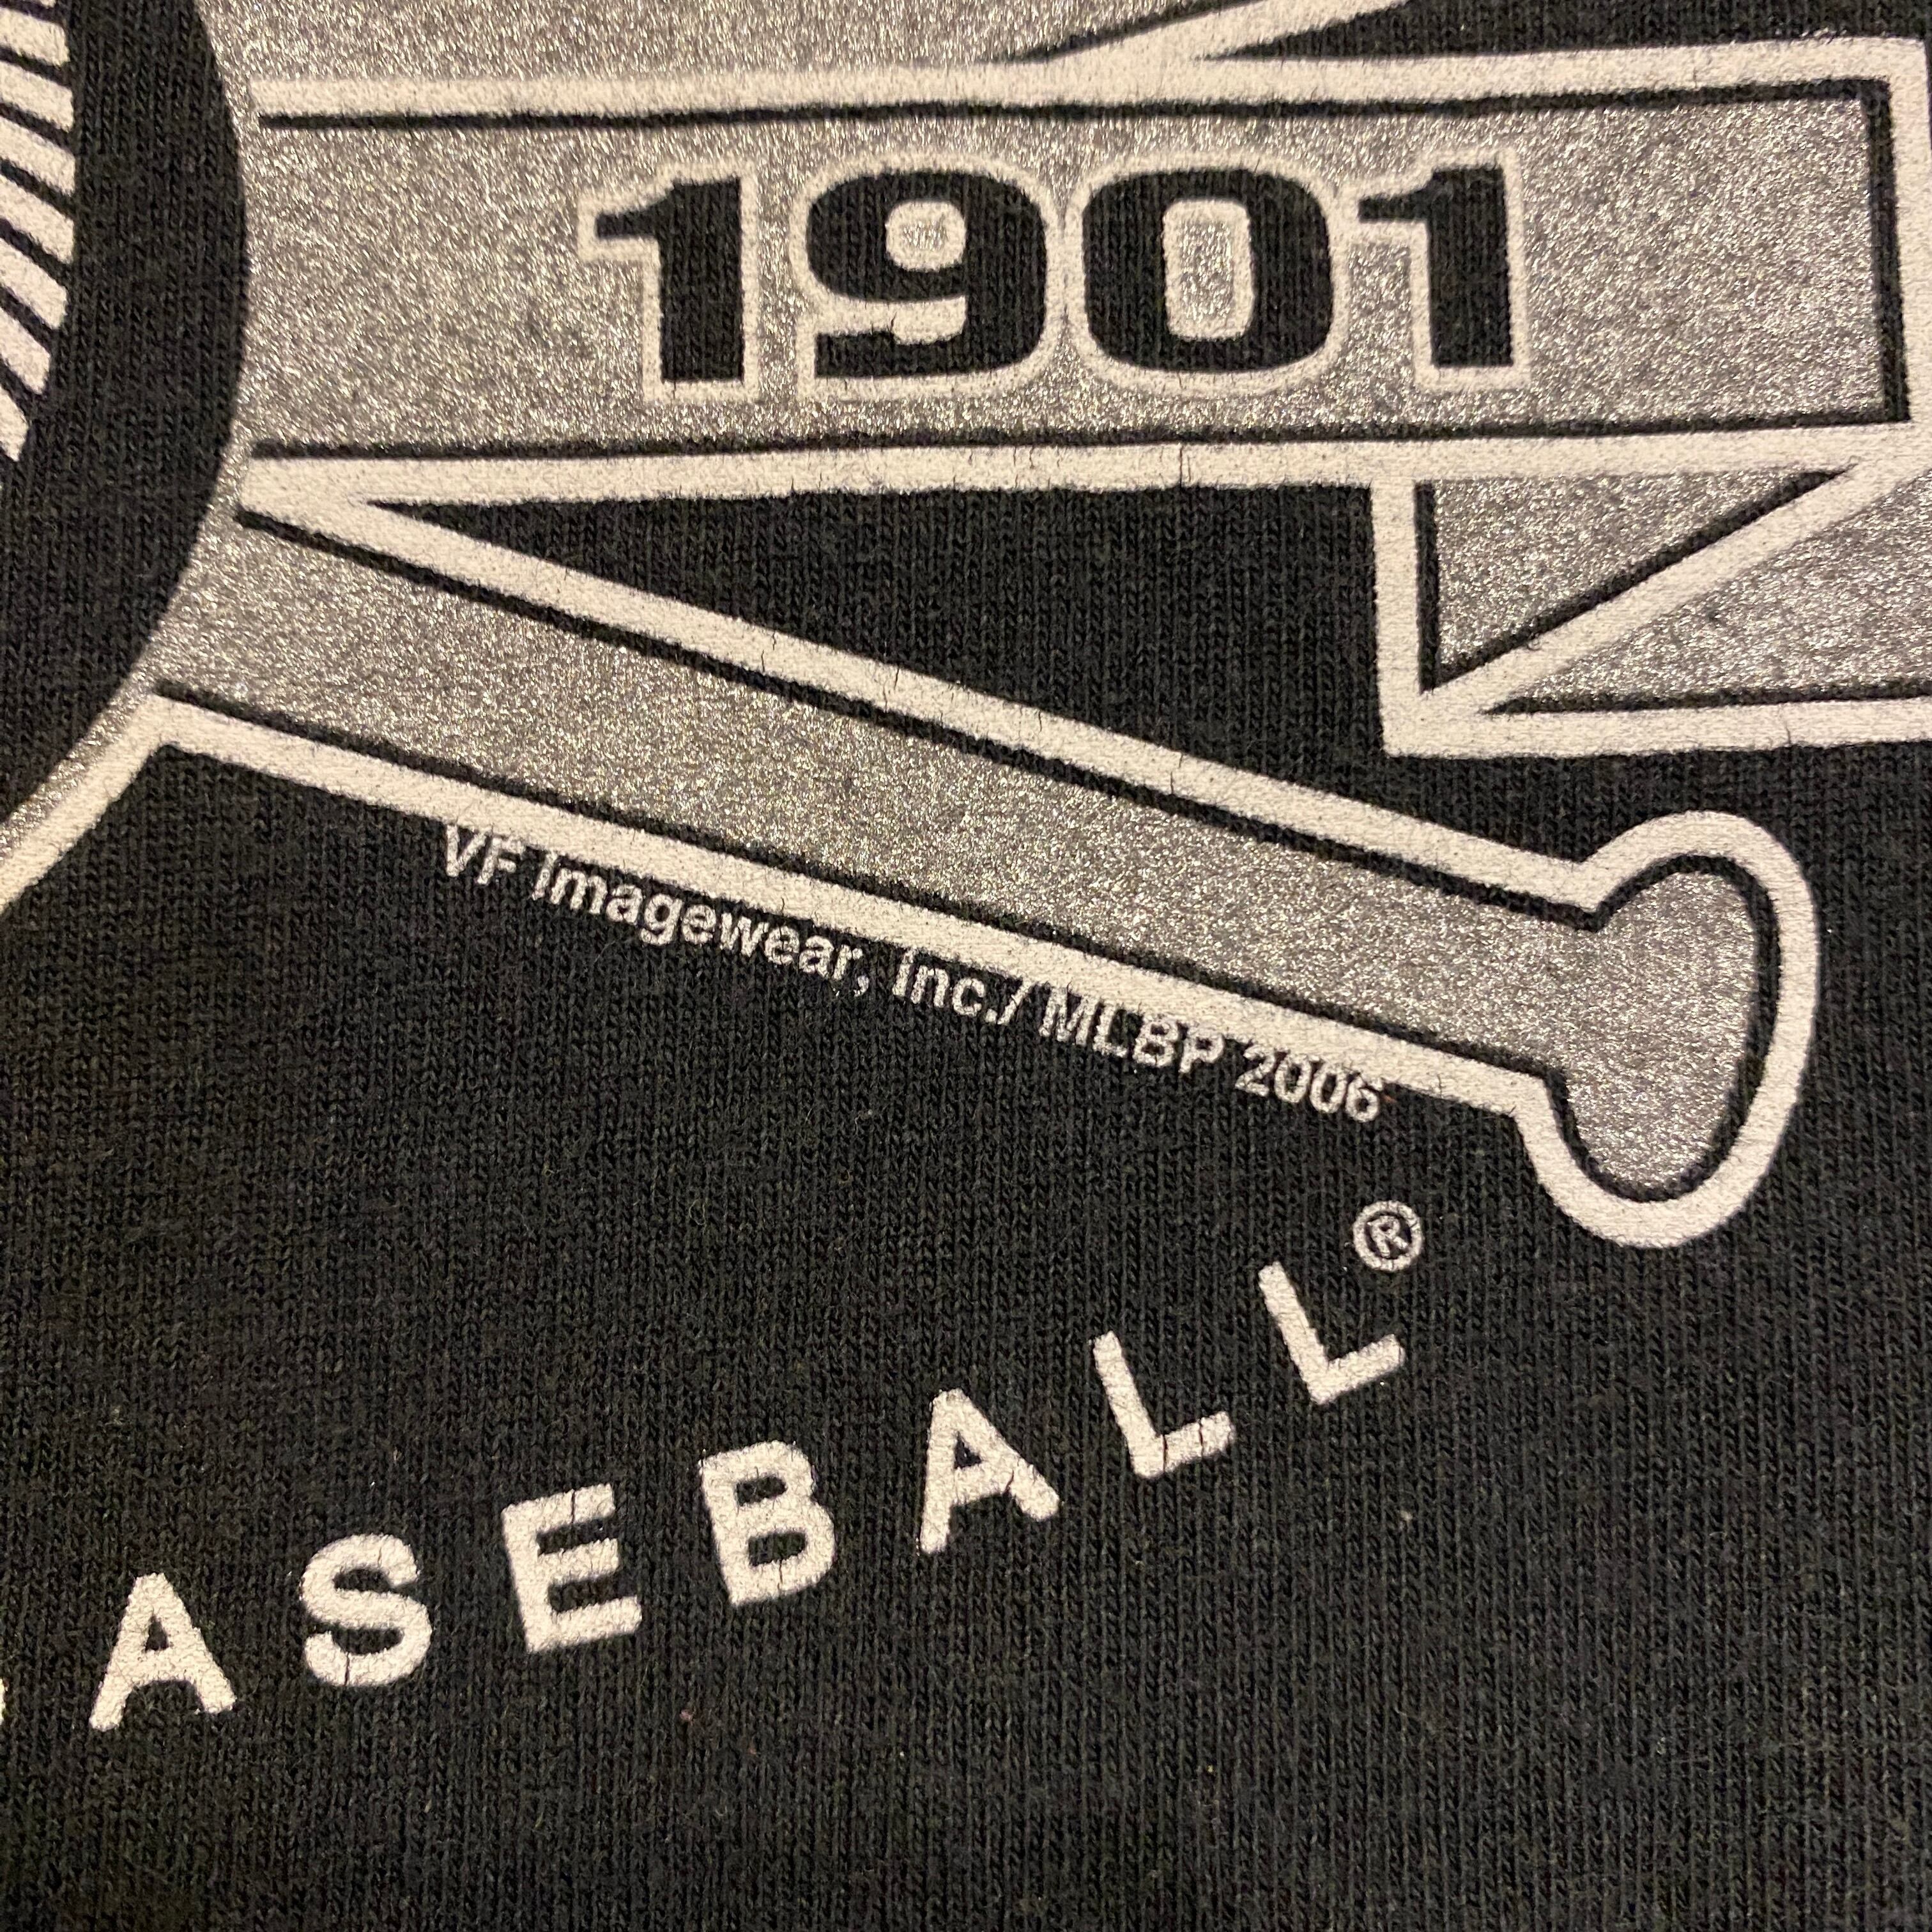 1901
VF Imagewear, Inc./ MLBP 2006
ASEBALL®